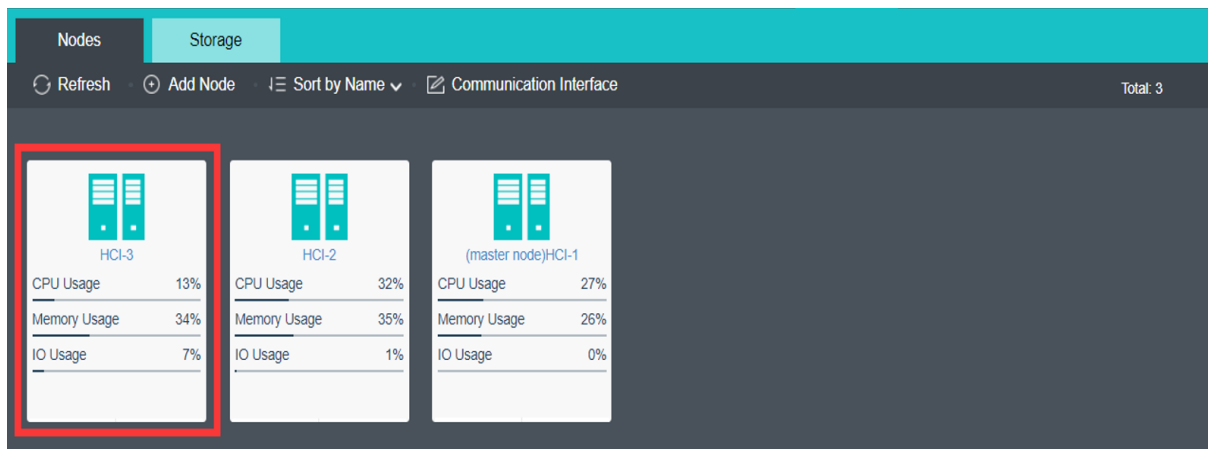 Nodes Storage
Refresh Add Node Sort by Name Communication Interface Total: 3
HCI-3
CPU Usage 13%
Memory Usage 34%
IO Usage 7%
HCI-2
CPU Usage 32%
Memory Usage 35%
IO Usage 1%
(master node)HCI-1
CPU Usage 27%
Memory Usage 26%
IO Usage 0%